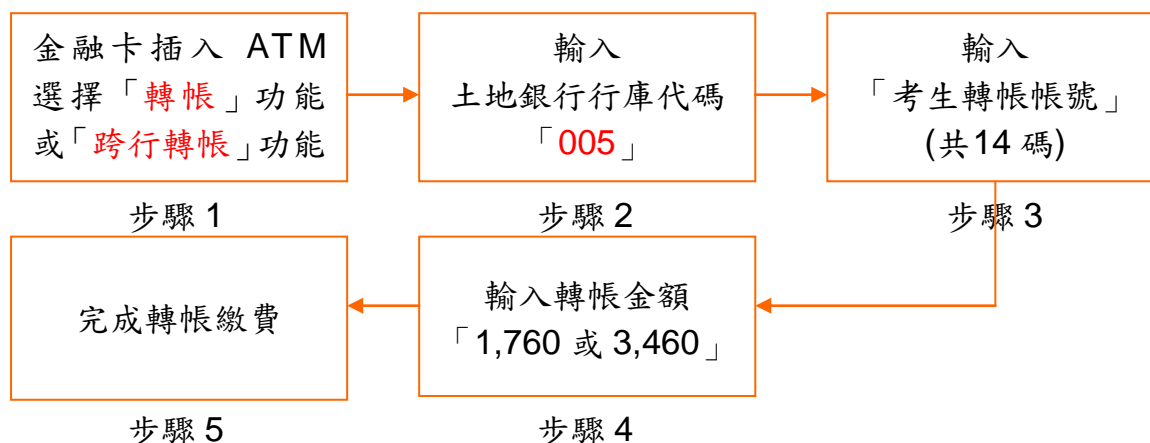 金融卡插入 ATM
選擇「轉帳」功能
或「跨行轉帳」功能
步驟 1
輸入
土地銀行行庫代碼
「005」
步驟 2
輸入
「考生轉帳帳號」
(共14 碼)
步驟 3
輸入轉帳金額
「1,760 或 3,460」
步驟 4
完成轉帳繳費
步驟 5